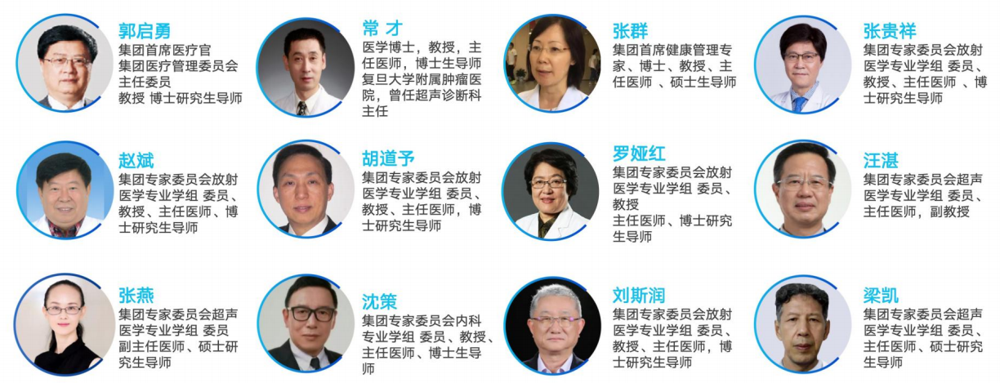 郭启勇
集团首席医疗官
集团医疗管理委员会
主任委员
教授 博士研究生导师
常 才
医学博士，教授，主
任医师，博士生导师
复旦大学附属肿瘤医
院，曾任超声诊断科
主任
张群
集团首席健康管理专
家、博士、教授、主
任医师 、硕士生导师
张贵祥
集团专家委员会放射
医学专业学组 委员、
教授、主任医师 、博
士研究生导师
赵斌
集团专家委员会放射
医学专业学组 委员、
教授、主任医师、博
士研究生导师
胡道予
集团专家委员会放射
医学专业学组 委员、
教授、主任医师，博
士研究生导师
罗娅红
集团专家委员会放射
医学专业学组 委员、
教授
主任医师、博士研究
生导师
汪湛
集团专家委员会超声
医学专业学组 委员、
主任医师，副教授
张燕
集团专家委员会超声
医学专业学组 委员
副主任医师、硕士研
究生导师
沈策
集团专家委员会内科
专业学组 委员、教授、
主任医师、博士生导
师
刘斯润
集团专家委员会放射
医学专业学组 委员、
教授、主任医师，博
士研究生导师
梁凯
集团专家委员会超声
医学专业学组 委员、
主任医师、硕士研究
生导师